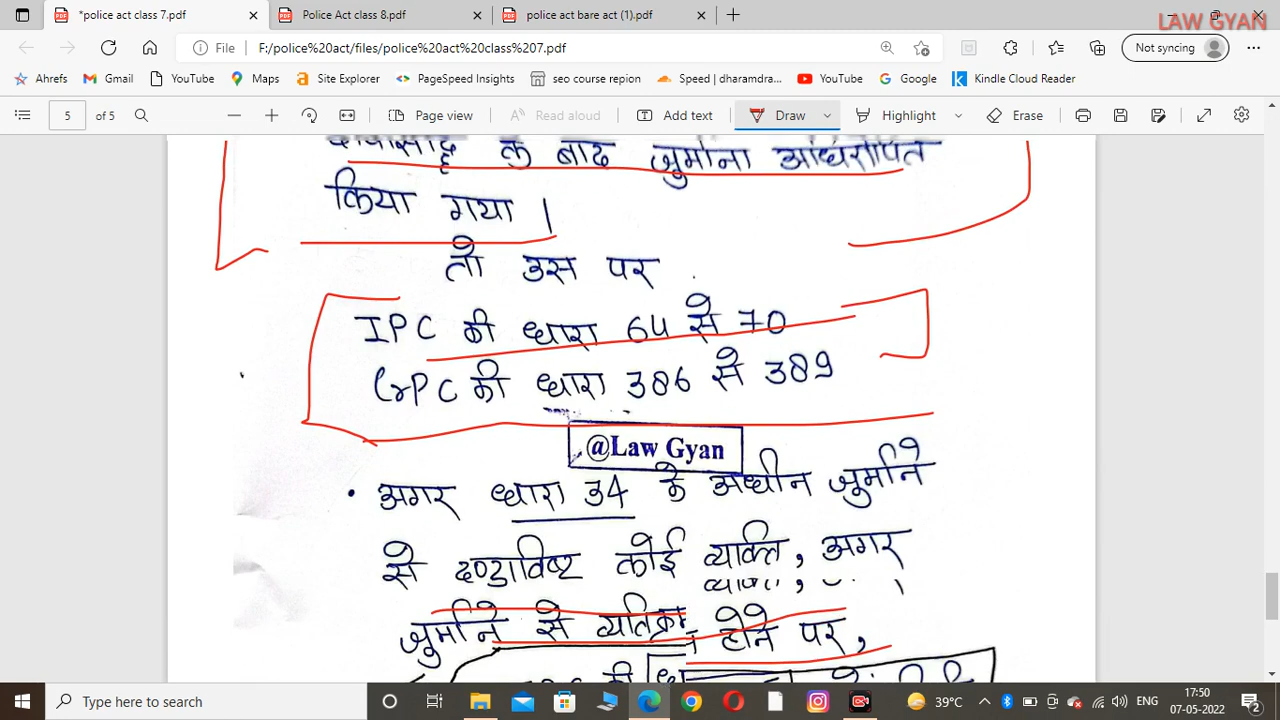 *police act class 7.pdf
Police Act class 8.pdf
police act bare act (1).pdf
LAW GYAN
File
F:/police%20act/files/police%20act%20class%207.pdf
Not syncing
Ahrefs
Gmail
YouTube
Maps
Site Explorer
PageSpeed Insights
seo course repion
Speed | dharamdra...
YouTube
Google
Kindle Cloud Reader
5 of 5
Page view
Read aloud
Add text
Draw
Highlight
Erase
के बाद जुर्माना अधिरोपित
किया गया ।
तो उस पर
IPC की धारा 64 से 70
CrPC की धारा 386 से 389
@Law Gyan
• अगर धारा 34 के अधीन जुर्माने
से दण्डाविष्ट कोई व्यक्ति, अगर
जुर्माने से व्यतिक्र होने पर,
Type here to search
39°C
ENG
17:50
07-05-2022
2